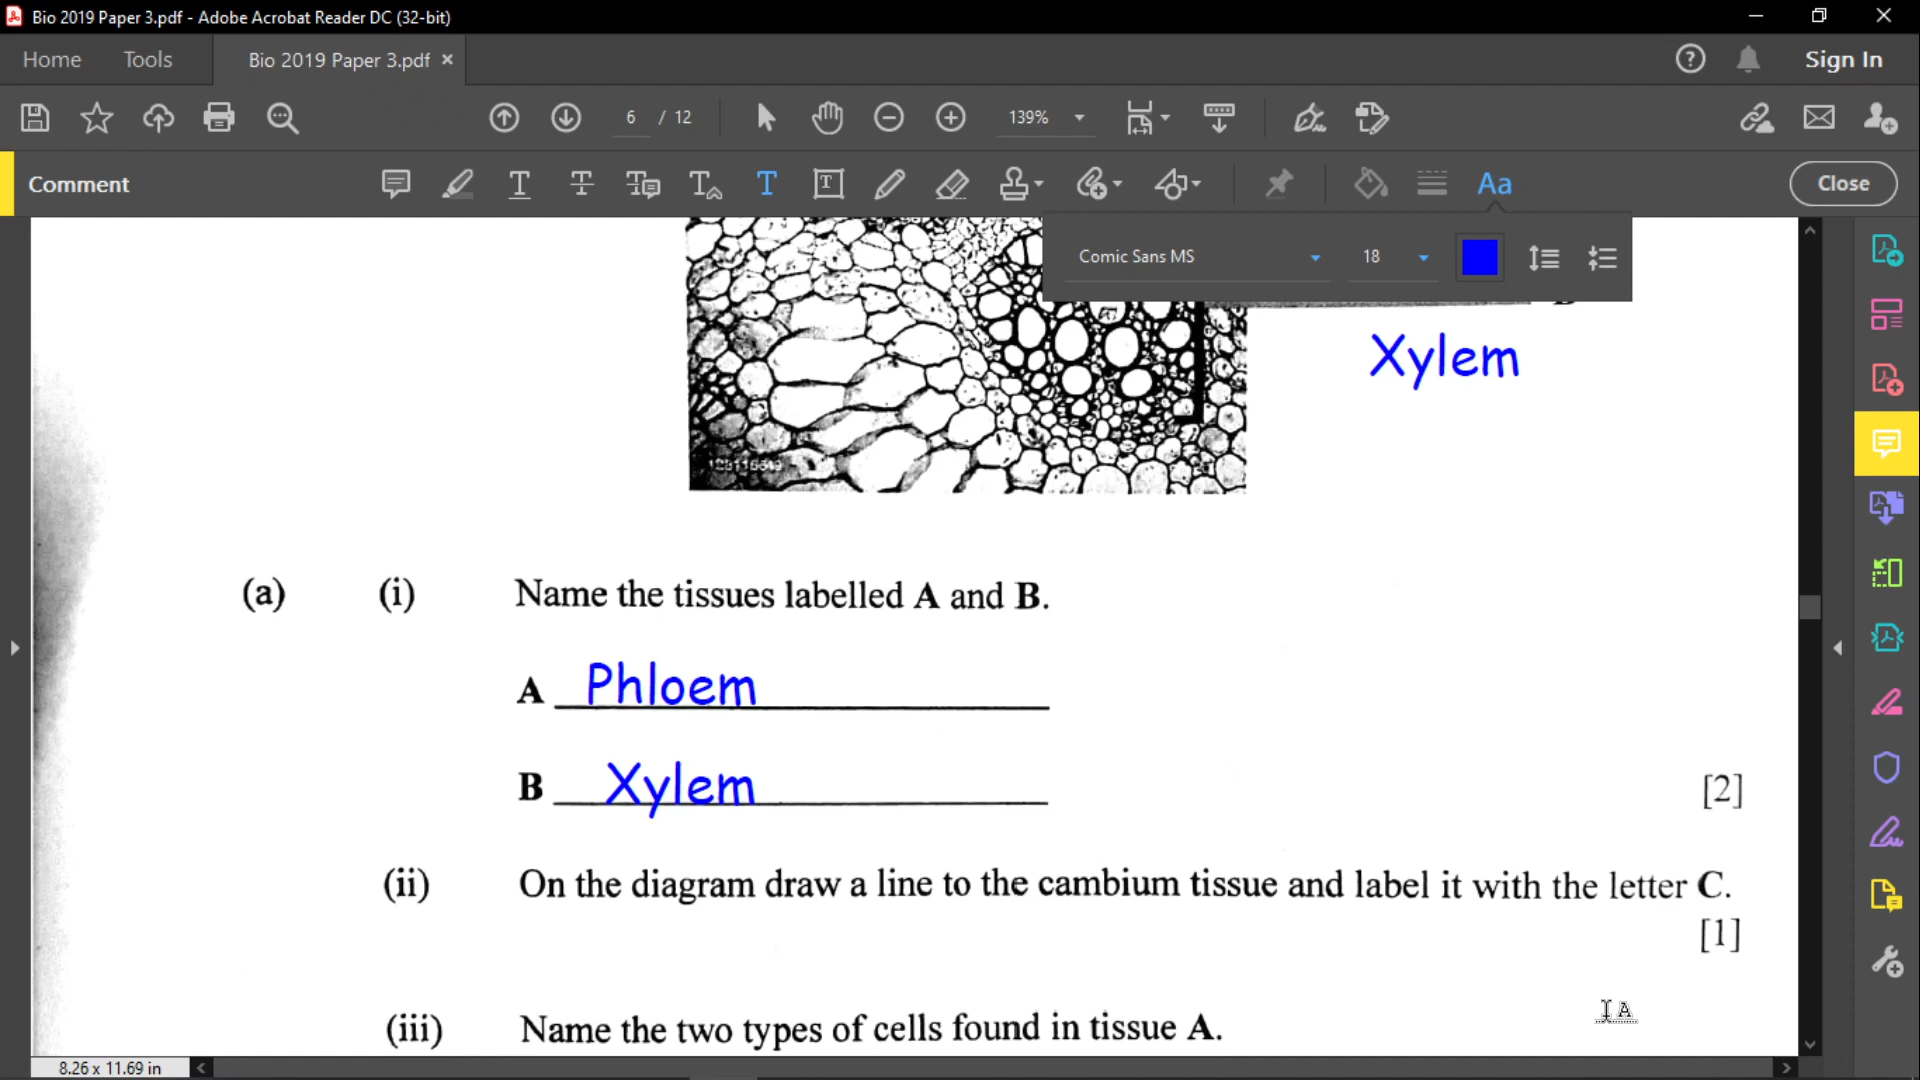 Bio 2019 Paper 3.pdf - Adobe Acrobat Reader DC (32-bit)
Home Tools Bio 2019 Paper 3.pdf × Sign In
6 / 12 139%
Comment Close
Comic Sans MS 18
Xylem
(a) (i) Name the tissues labelled A and B.
A Phloem
B Xylem [2]
(ii) On the diagram draw a line to the cambium tissue and label it with the letter C.
[1]
(iii) Name the two types of cells found in tissue A.
8.26 x 11.69 in